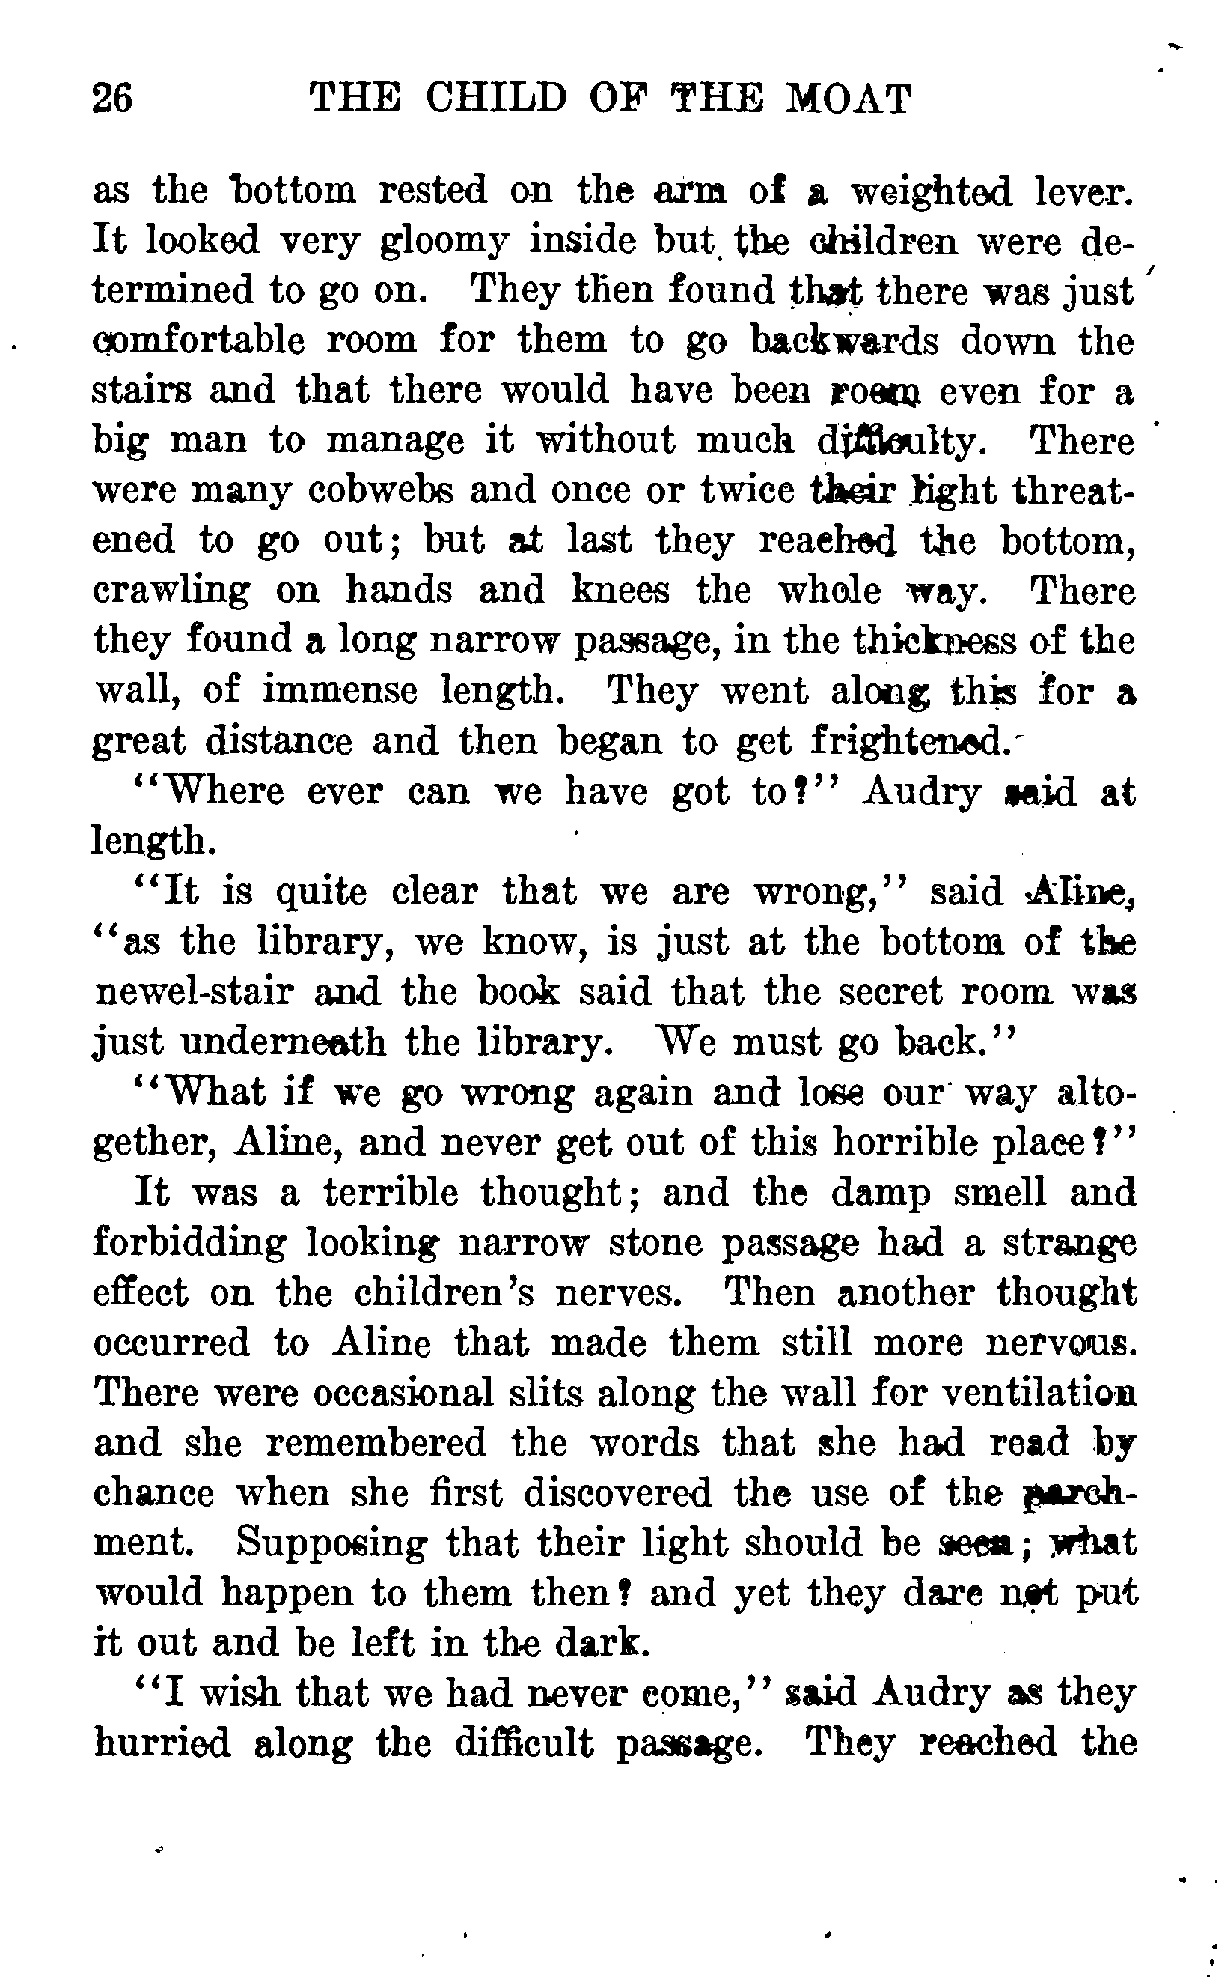 26 THE CHILD OF THE MOAT
as the bottom rested on the arm of a weighted lever.
It looked very gloomy inside but the children were de-
termined to go on. They then found that there was just
comfortable room for them to go backwards down the
stairs and that there would have been room even for a
big man to manage it without much difficulty. There
were many cobwebs and once or twice their light threat-
ened to go out; but at last they reached the bottom,
crawling on hands and knees the whole way. There
they found a long narrow passage, in the thickness of the
wall, of immense length. They went along this for a
great distance and then began to get frightened.
"Where ever can we have got to?" Audry said at
length.
"It is quite clear that we are wrong," said Aline,
"as the library, we know, is just at the bottom of the
newel-stair and the book said that the secret room was
just underneath the library. We must go back."
"What if we go wrong again and lose our way alto-
gether, Aline, and never get out of this horrible place?"
It was a terrible thought; and the damp smell and
forbidding looking narrow stone passage had a strange
effect on the children's nerves. Then another thought
occurred to Aline that made them still more nervous.
There were occasional slits along the wall for ventilation
and she remembered the words that she had read by
chance when she first discovered the use of the parch-
ment. Supposing that their light should be seen; what
would happen to them then? and yet they dare not put
it out and be left in the dark.
"I wish that we had never come," said Audry as they
hurried along the difficult passage. They reached the